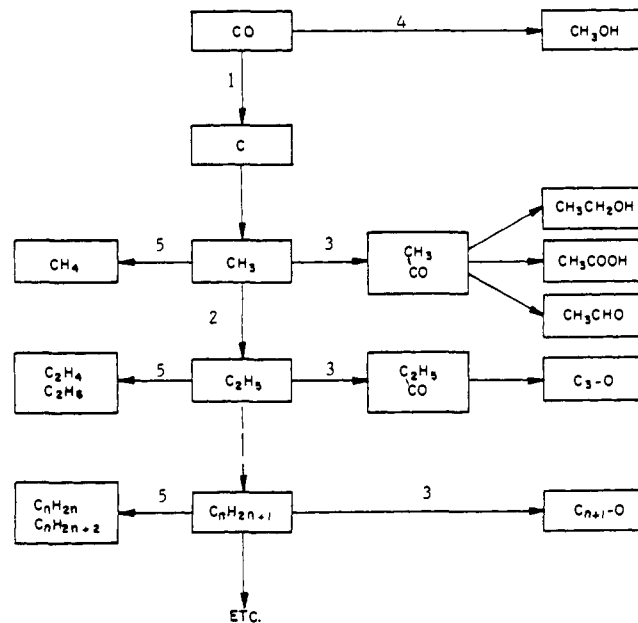 CO
4
CH₃OH
1
C
CH₃CH₂OH
5
3
CH₄
CH₃
CH₃
CO
CH₃COOH
CH₃CHO
2
C₂H₄
C₂H₆
5
C₂H₅
3
C₂H₅
CO
C₃-O
CₙH₂ₙ
CₙH₂ₙ₊₂
5
CₙH₂ₙ₊₁
3
Cₙ₊₁-O
ETC.